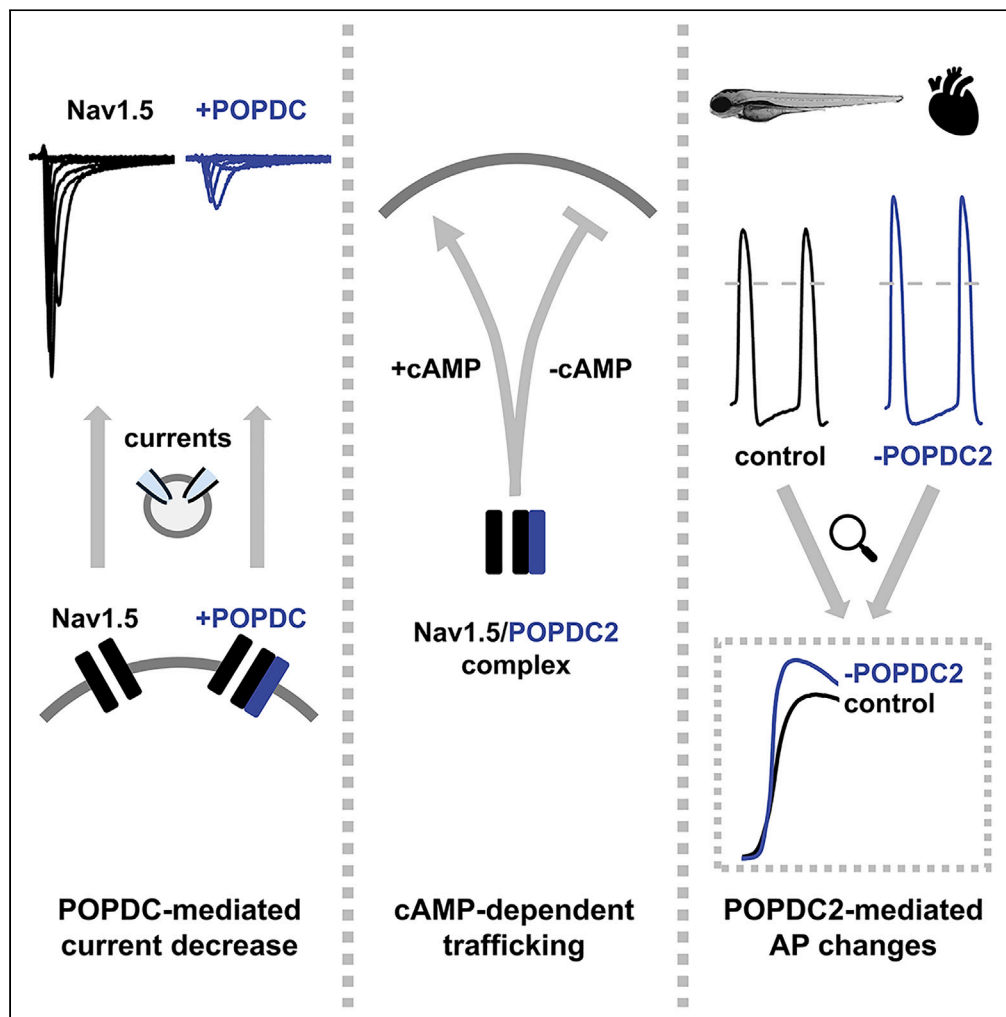 Nav1.5
+POPDC
currents
Nav1.5
+POPDC
POPDC-mediated
current decrease
+cAMP
-cAMP
Nav1.5/POPDC2
complex
cAMP-dependent
trafficking
control
-POPDC2
-POPDC2
control
POPDC2-mediated
AP changes